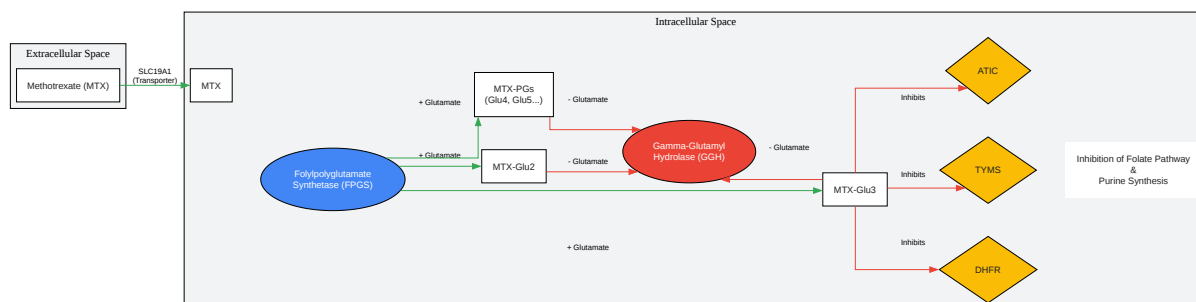 Intracellular Space
Extracellular Space
Methotrexate (MTX)
SLC19A1
(Transporter)
MTX
+ Glutamate
MTX-PGs
(Glu4, Glu5...)
- Glutamate
Folylpolyglutamate
Synthetase (FPGS)
+ Glutamate
MTX-Glu2
- Glutamate
Gamma-Glutamyl
Hydrolase (GGH)
- Glutamate
MTX-Glu3
+ Glutamate
Inhibits
ATIC
Inhibits
TYMS
Inhibits
DHFR
Inhibition of Folate Pathway
&
Purine Synthesis